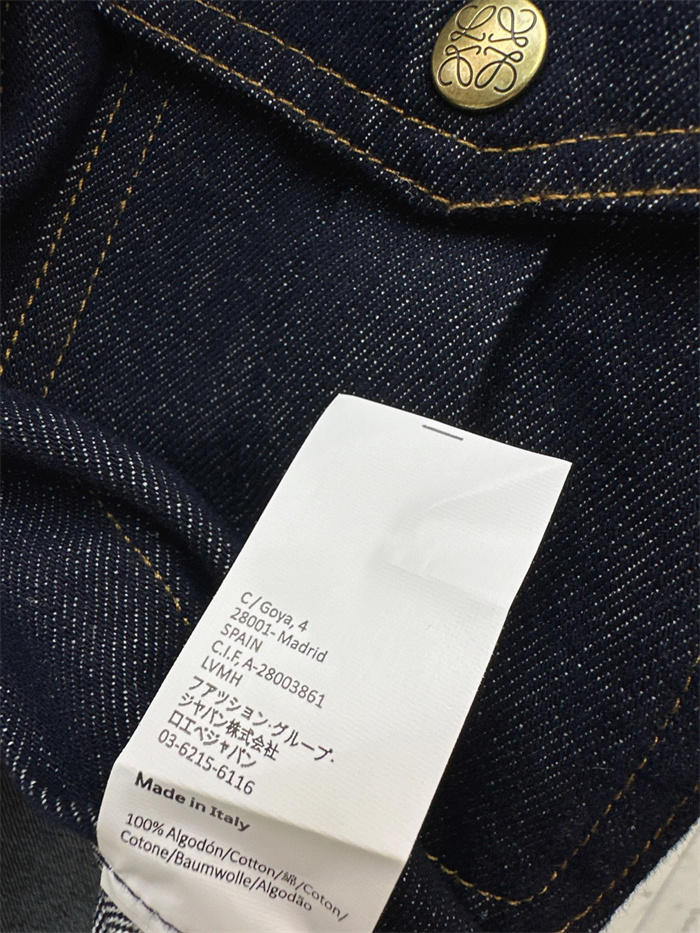 C/ Goya, 4
28001- Madrid
SPAIN
C.I.F, A-28003861
LVMH
ファッション·グループ·
ジャパン株式会社
ロエベジャパン
03-6215-6116
Made in Italy
100% Algodón/Cotton/綿/Coton/
Cotone/Baumwolle/Algodão